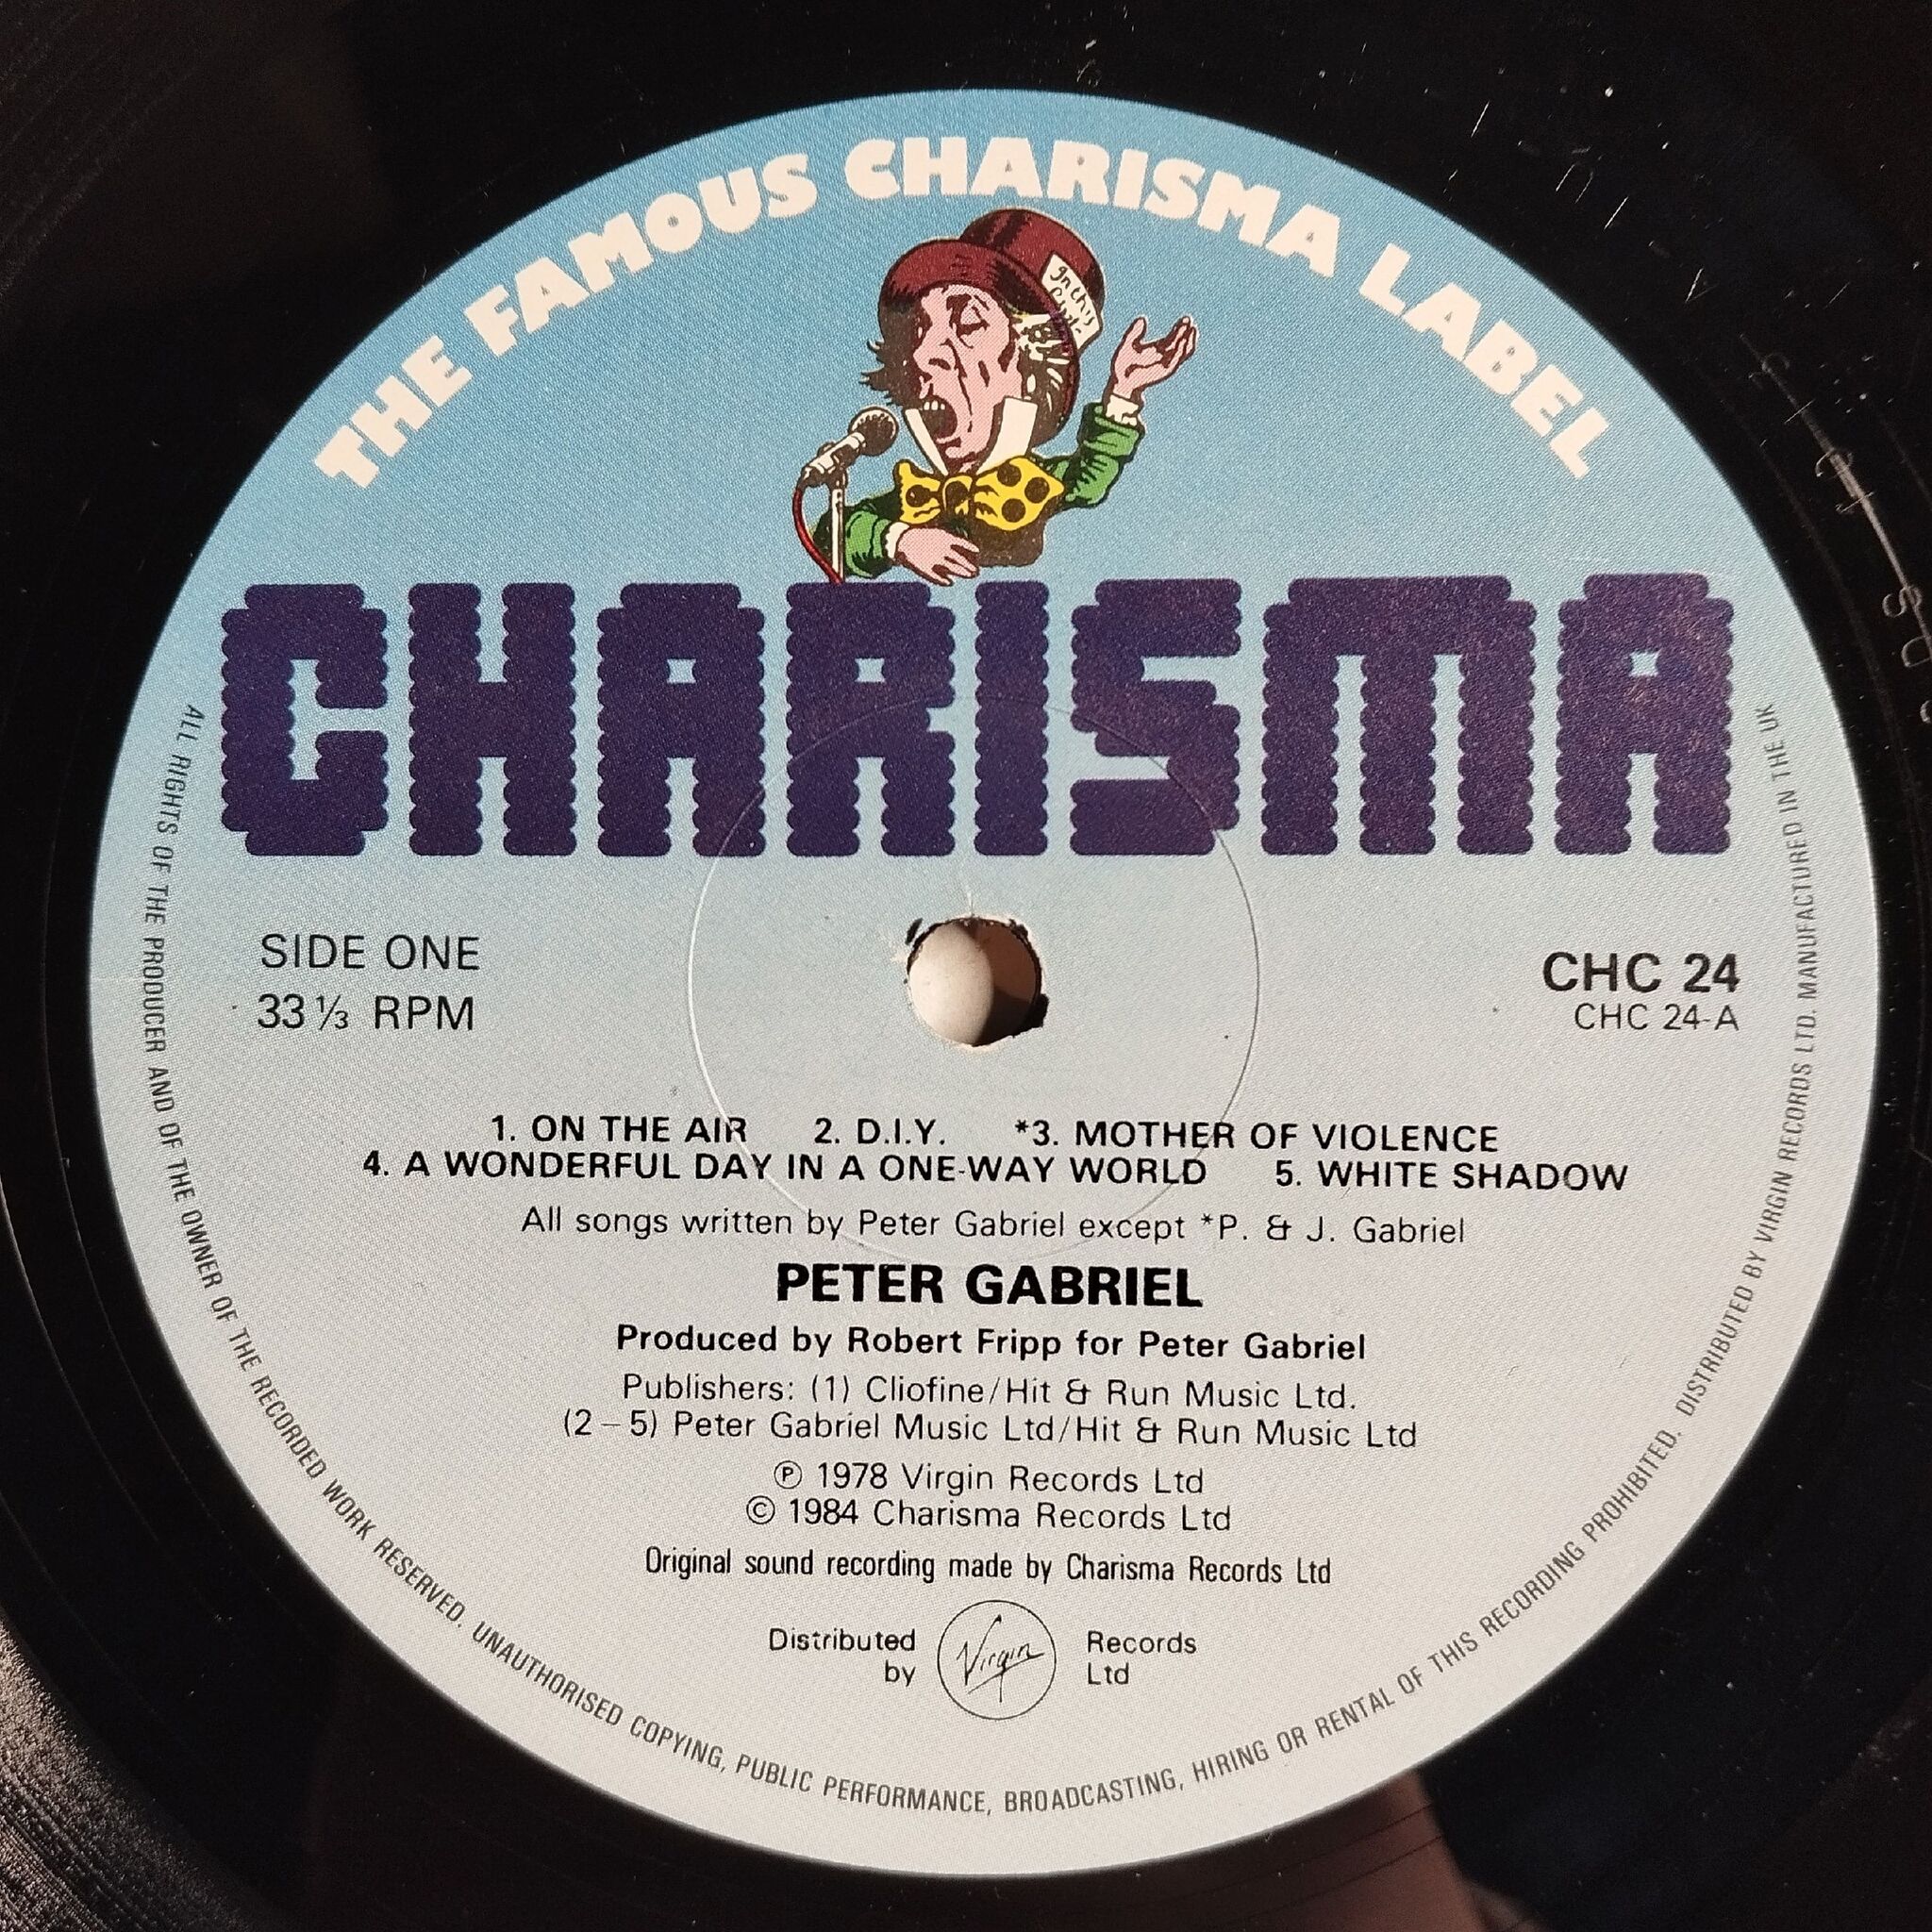 THE FAMOUS CHARISMA LABEL
In this
Style
CHARISMA
SIDE ONE
33⅓ RPM
CHC 24
CHC 24-A
1. ON THE AIR 2. D.I.Y. *3. MOTHER OF VIOLENCE
4. A WONDERFUL DAY IN A ONE-WAY WORLD 5. WHITE SHADOW
All songs written by Peter Gabriel except *P. & J. Gabriel
PETER GABRIEL
Produced by Robert Fripp for Peter Gabriel
Publishers: (1) Cliofine/Hit & Run Music Ltd.
(2–5) Peter Gabriel Music Ltd/Hit & Run Music Ltd
℗ 1978 Virgin Records Ltd
© 1984 Charisma Records Ltd
Original sound recording made by Charisma Records Ltd
Distributed by Virgin Records Ltd
ALL RIGHTS OF THE PRODUCER AND OF THE OWNER OF THE RECORDED WORK RESERVED. UNAUTHORISED COPYING, PUBLIC PERFORMANCE, BROADCASTING, HIRING OR RENTAL OF THIS RECORDING PROHIBITED. DISTRIBUTED BY VIRGIN RECORDS LTD. MANUFACTURED IN THE UK